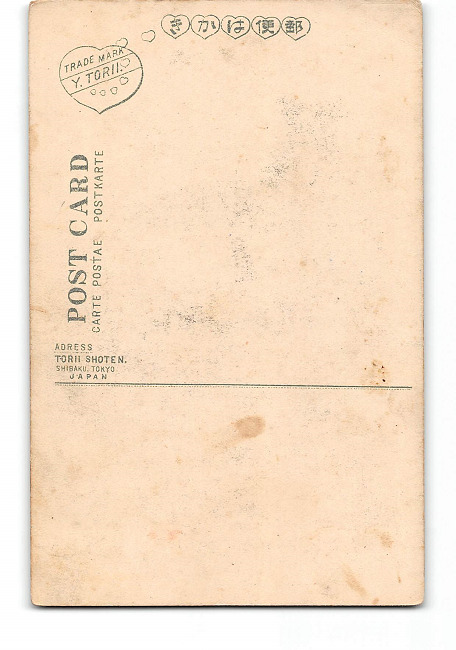 郵便はかき
TRADE MARK
Y. TORII.
POST CARD
CARTE POSTAE POSTKARTE
ADRESS
TORII SHOTEN.
SHIBAKU, TOKYO
JAPAN